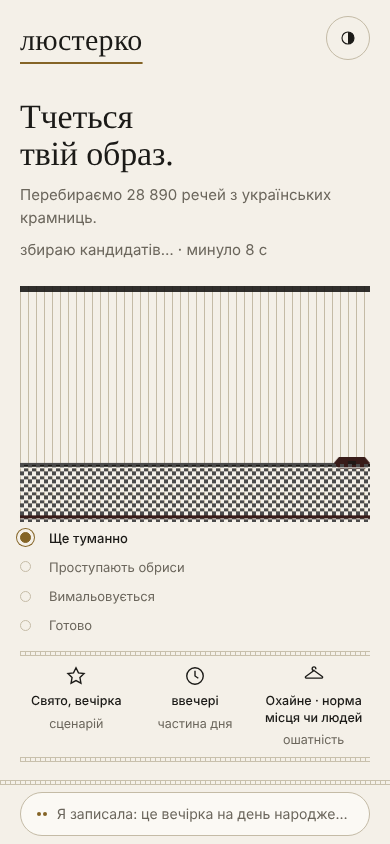 люстерко
Тчеться
твій образ.
Перебираємо 28 890 речей з українських
крамниць.
збираю кандидатів... · минуло 8 с
Ще туманно
Проступають обриси
Вимальовується
Готово
Свято, вечірка
сценарій
ввечері
частина дня
Охайне · норма
місця чи людей
ошатність
Я записала: це вечірка на день народже...